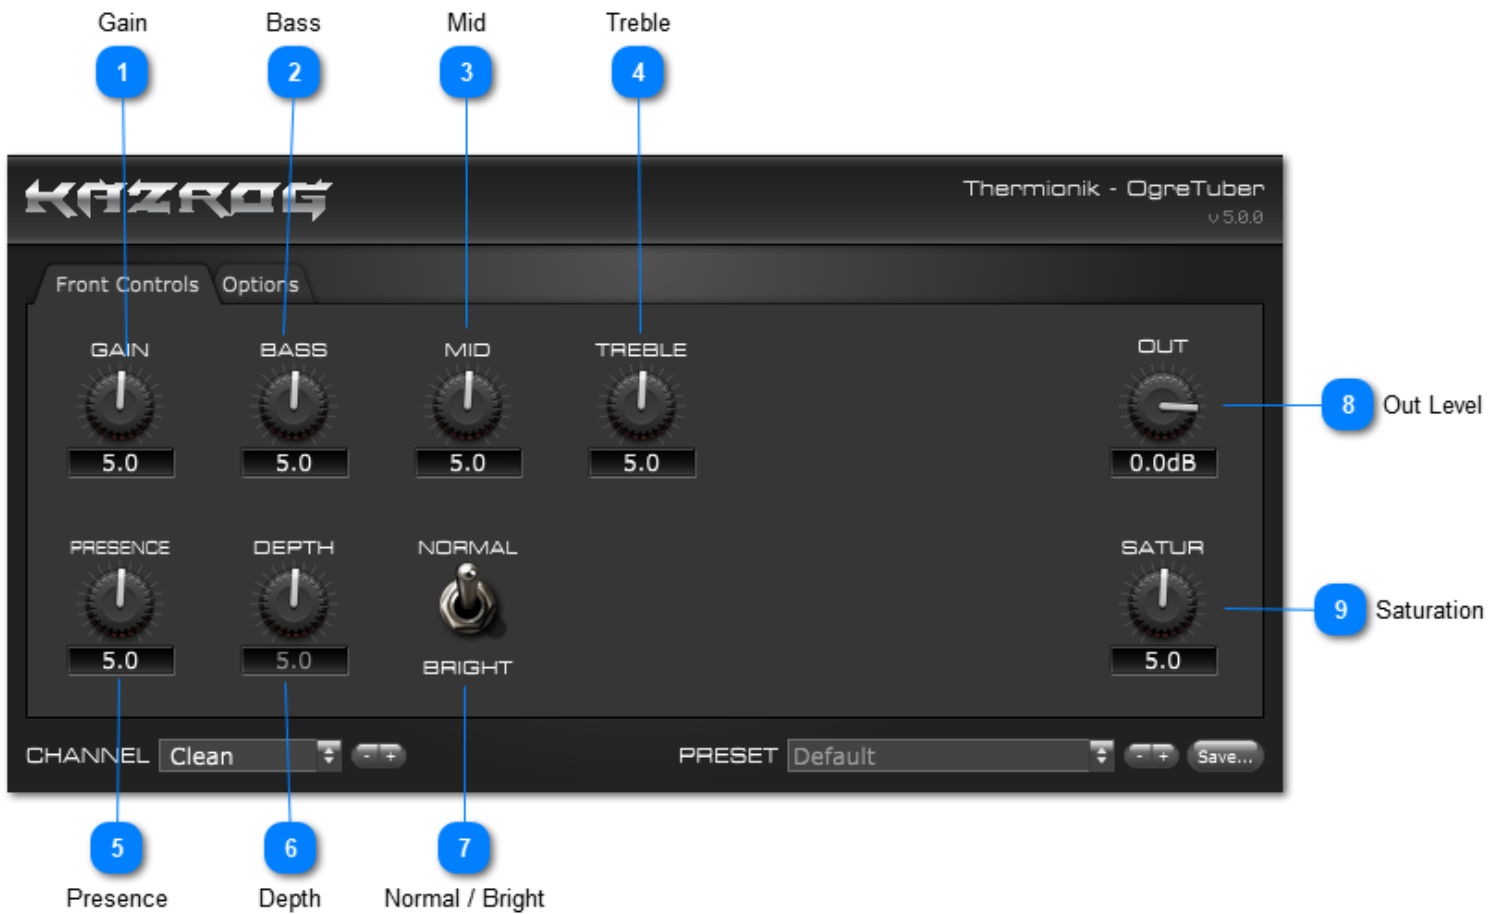 Gain Bass Mid Treble
1 2 3 4
KAZROG
Thermionik - OgreTuber
v 5.0.0
Front Controls Options
GAIN BASS MID TREBLE OUT
8 Out Level
5.0 5.0 5.0 5.0 0.0dB
PRESENCE DEPTH NORMAL SATUR
9 Saturation
5.0 5.0 BRIGHT 5.0
CHANNEL Clean - + PRESET Default - + Save...
5 6 7
Presence Depth Normal / Bright